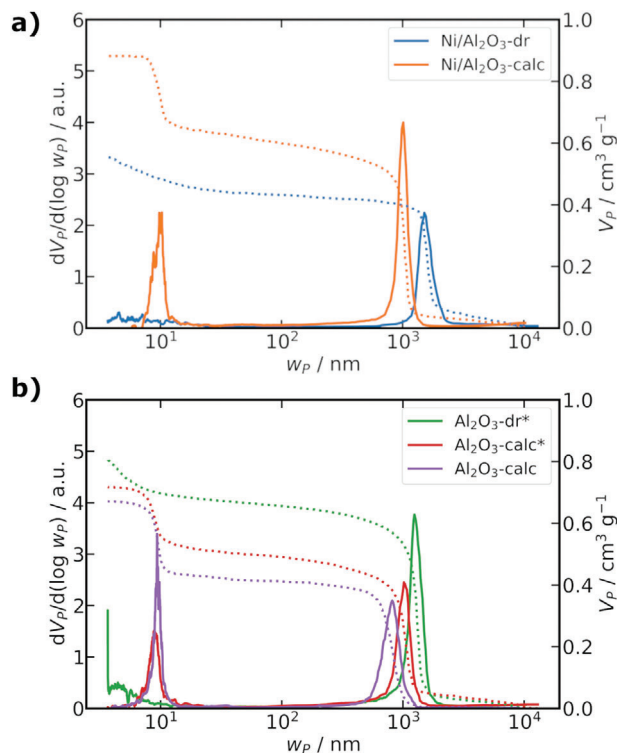 a)
6
5
4
3
2
1
0
dV_P/d(log w_P) / a.u.
Ni/Al₂O₃-dr
Ni/Al₂O₃-calc
1.0
0.8
0.6
0.4
0.2
0.0
V_P / cm³ g⁻¹
10¹ 10² 10³ 10⁴
w_P / nm
b)
6
5
4
3
2
1
0
dV_P/d(log w_P) / a.u.
Al₂O₃-dr*
Al₂O₃-calc*
Al₂O₃-calc
1.0
0.8
0.6
0.4
0.2
0.0
V_P / cm³ g⁻¹
10¹ 10² 10³ 10⁴
w_P / nm